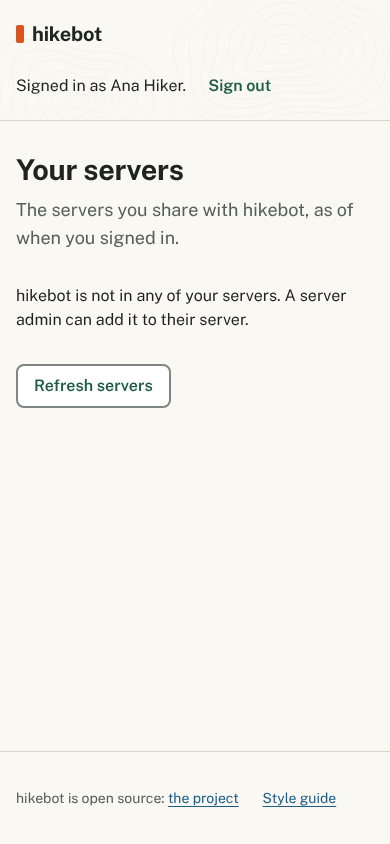 hikebot
Signed in as Ana Hiker. Sign out
Your servers
The servers you share with hikebot, as of
when you signed in.
hikebot is not in any of your servers. A server
admin can add it to their server.
Refresh servers
hikebot is open source: the project Style guide